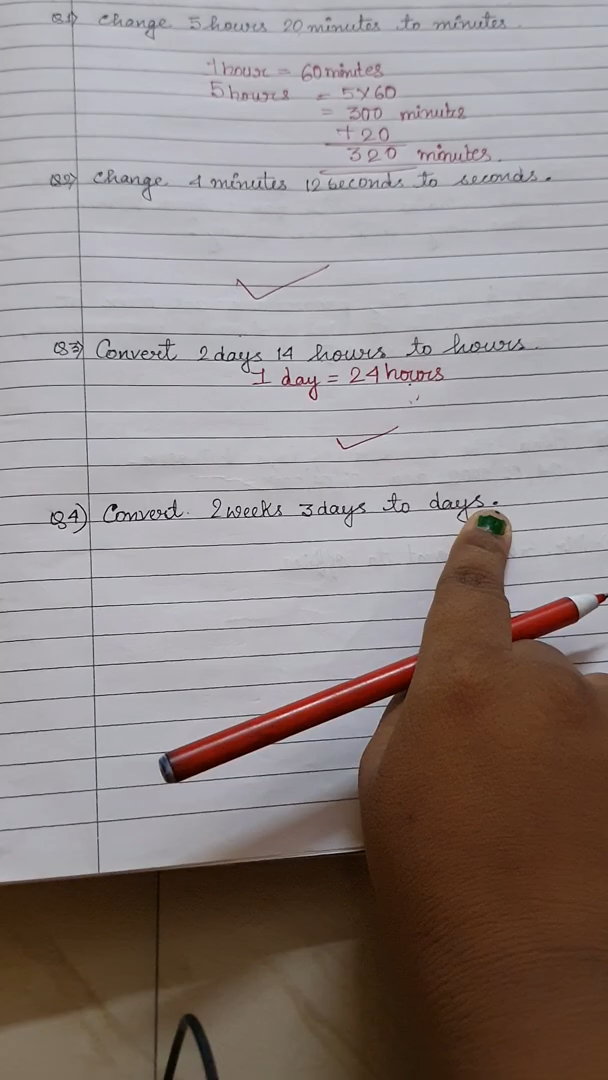 Q1) Change 5 hours 20 minutes to minutes.
1 hour = 60 mintes
5 hours = 5×60
= 300 minute
+ 20
320 minutes.
Q2) Change 4 minutes 12 seconds to seconds.
Q3) Convert 2 days 14 hours to hours.
1 day = 24 hours
Q4) Convert. 2 weeks 3 days to days.